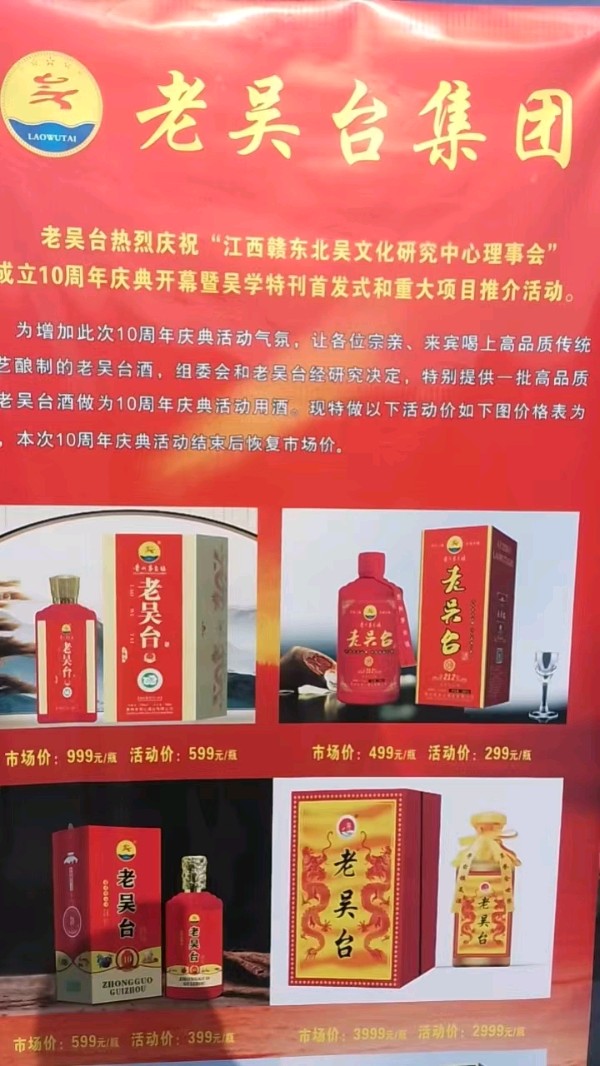 LAOWUTAI
老吴台集团
老吴台热烈庆祝“江西赣东北吴文化研究中心理事会”
成立10周年庆典开幕暨吴学特刊首发式和重大项目推介活动。
为增加此次10周年庆典活动气氛，让各位宗亲、来宾喝上高品质传统
艺酿制的老吴台酒，组委会和老吴台经研究决定，特别提供一批高品质
老吴台酒做为10周年庆典活动用酒。现特做以下活动价如下图价格表为
，本次10周年庆典活动结束后恢复市场价。
老吴台
老吴台
老吴台
老吴台
市场价：999元/瓶 活动价：599元/瓶
市场价：499元/瓶 活动价：299元/瓶
老吴台
ZHONGGUO
GUIZHOU
老吴台
老吴台
老吴台
市场价：599元/瓶 活动价：399元/瓶
市场价：3999元/瓶 活动价：2999元/瓶